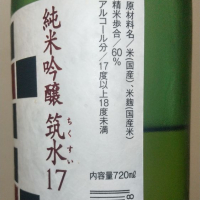 原材料名／米(国産)、米麹(国産米)
精米歩合／60%
アルコール分／17度以上18度未満
純米吟醸 筑水17
ちくすい
内容量720ml